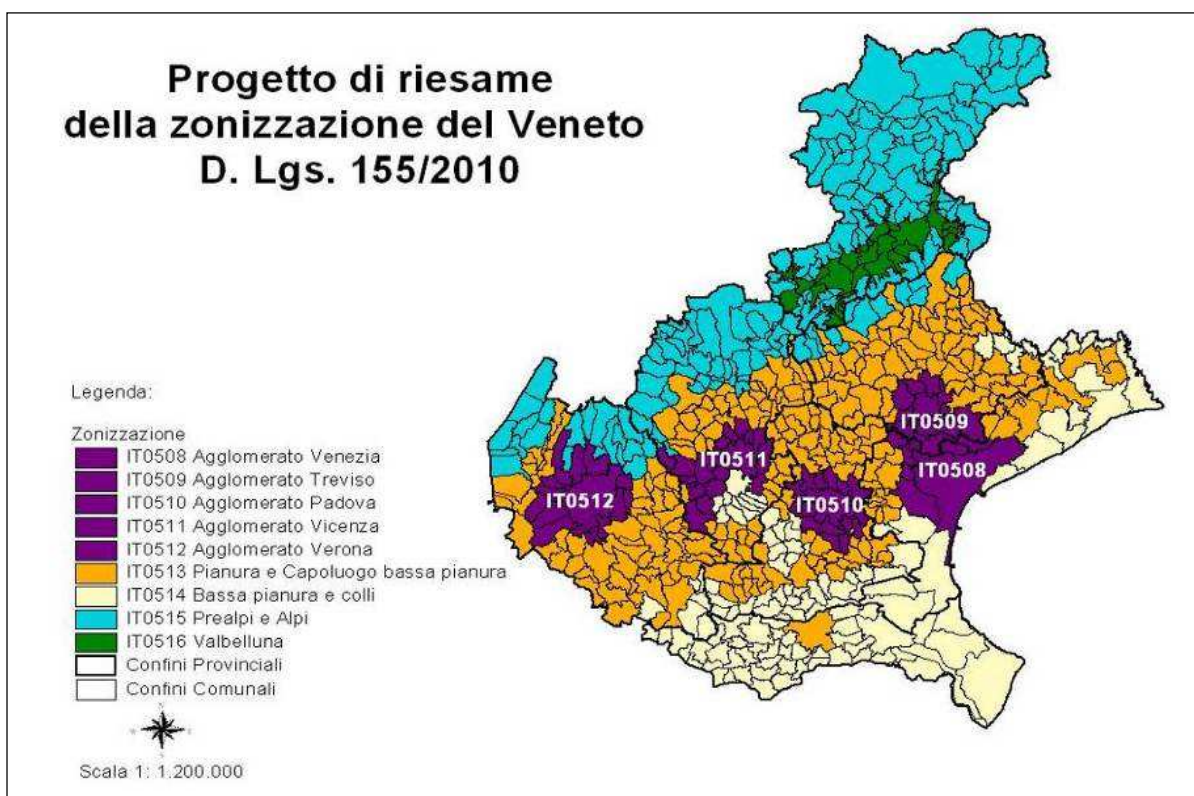 Progetto di riesame
della zonizzazione del Veneto
D. Lgs. 155/2010
Legenda:
Zonizzazione
IT0508 Agglomerato Venezia
IT0509 Agglomerato Treviso
IT0510 Agglomerato Padova
IT0511 Agglomerato Vicenza
IT0512 Agglomerato Verona
IT0513 Pianura e Capoluogo bassa pianura
IT0514 Bassa pianura e colli
IT0515 Prealpi e Alpi
IT0516 Valbelluna
Confini Provinciali
Confini Comunali
Scala 1: 1.200.000
IT0509
IT0511
IT0508
IT0512
IT0510